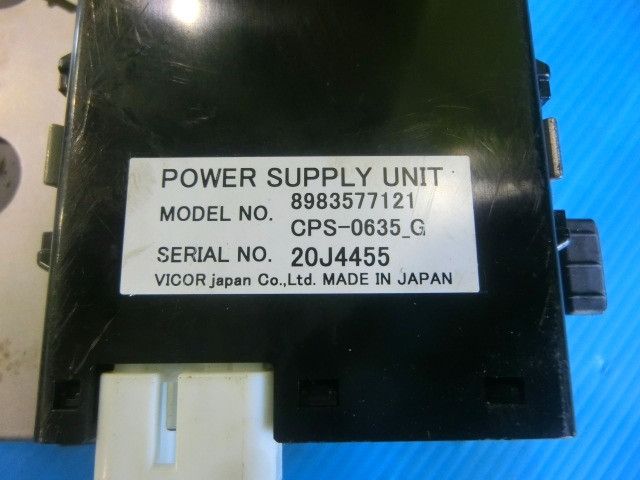 POWER SUPPLY UNIT
MODEL NO. 8983577121
CPS-0635_G
SERIAL NO. 20J4455
VICOR japan Co.,Ltd. MADE IN JAPAN